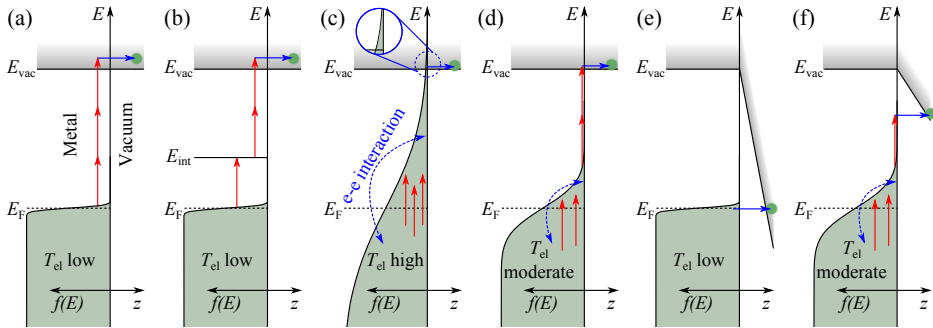 (a)
E
E_vac
Metal
Vacuum
E_F
T_el low
f(E)
z
(b)
E
E_vac
E_int
E_F
T_el low
f(E)
z
(c)
E
E_vac
e-e interaction
E_F
T_el high
f(E)
z
(d)
E
E_vac
E_F
T_el
moderate
f(E)
z
(e)
E
E_vac
E_F
T_el low
f(E)
z
(f)
E
E_vac
E_F
T_el
moderate
f(E)
z